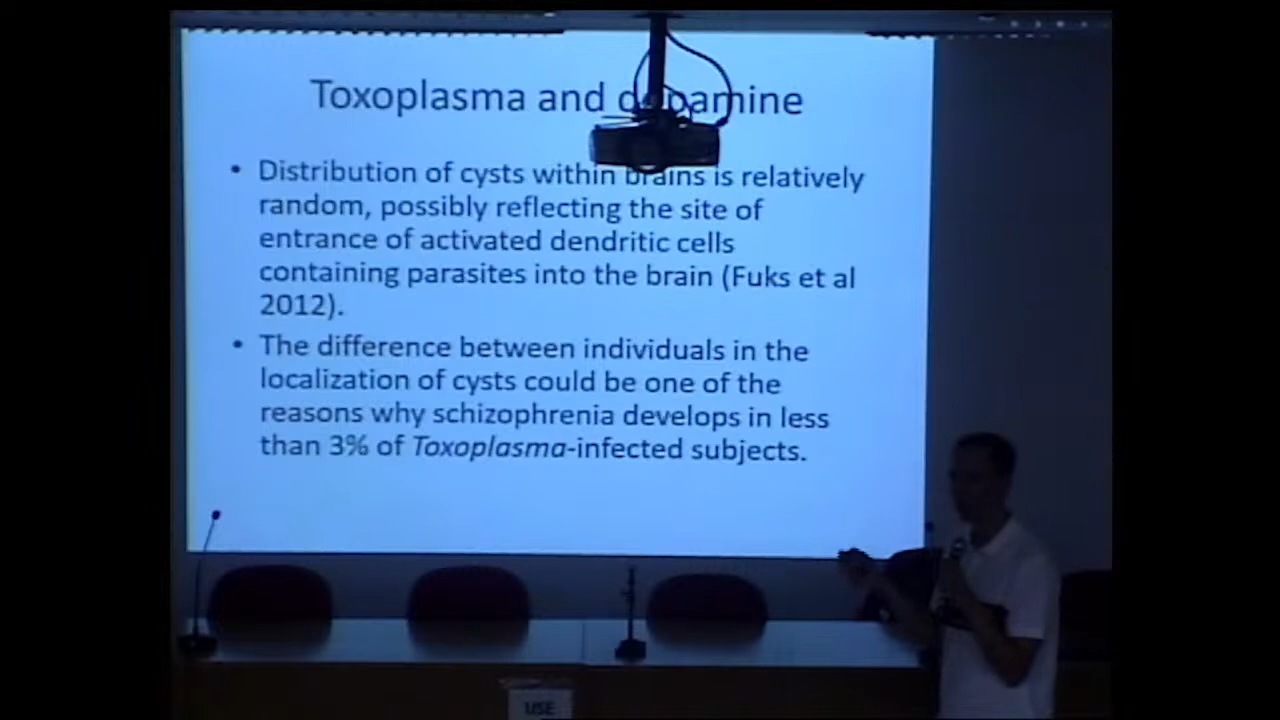 Toxoplasma and dopamine
• Distribution of cysts within brains is relatively
random, possibly reflecting the site of
entrance of activated dendritic cells
containing parasites into the brain (Fuks et al
2012).
• The difference between individuals in the
localization of cysts could be one of the
reasons why schizophrenia develops in less
than 3% of Toxoplasma-infected subjects.
USE